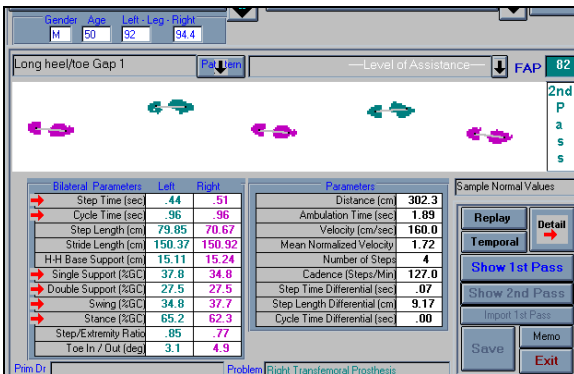 Gender Age Left - Leg - Right
M 50 92 94.4
Long heel/toe Gap 1 Pattern Level of Assistance FAP 82
2nd
P
a
s
s
Bilateral Parameters Left Right
Step Time (sec) .44 .51
Cycle Time (sec) .96 .96
Step Length (cm) 79.85 70.67
Stride Length (cm) 150.37 150.92
H-H Base Support (cm) 15.11 15.24
Single Support (%GC) 37.8 34.8
Double Support (%GC) 27.5 27.5
Swing (%GC) 34.8 37.7
Stance (%GC) 65.2 62.3
Step/Extremity Ratio .85 .77
Toe In / Out (deg) 3.1 4.9
Parameters
Distance (cm) 302.3
Ambulation Time (sec) 1.89
Velocity (cm/sec) 160.0
Mean Normalized Velocity 1.72
Number of Steps 4
Cadence (Steps/Min) 127.0
Step Time Differential (sec) .07
Step Length Differential (cm) 9.17
Cycle Time Differential (sec) .00
Sample Normal Values
Replay
Detail
Temporal
Show 1st Pass
Show 2nd Pass
Import 1st Pass
Save
Memo
Exit
Prim Dr
Problem Right Transfemoral Prosthesis